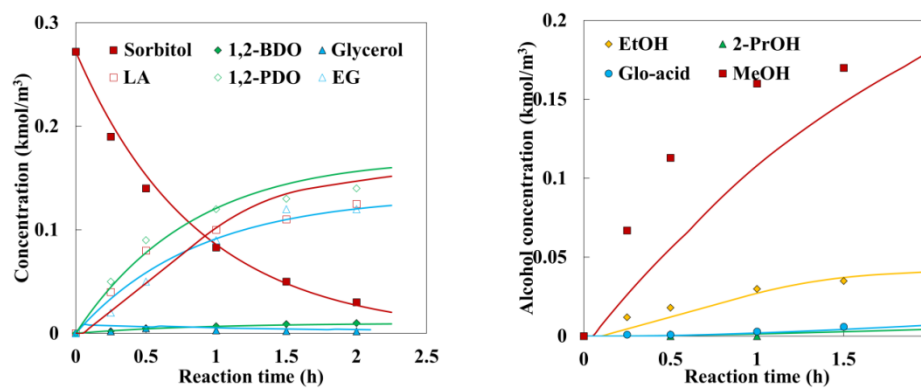 0.3
0.2
0.1
0
Concentration (kmol/m³)
Sorbitol
1,2-BDO
Glycerol
LA
1,2-PDO
EG
0 0.5 1 1.5 2 2.5
Reaction time (h)
0.2
0.15
0.1
0.05
0
Alcohol concentration (kmol/m³)
EtOH
2-PrOH
Glo-acid
MeOH
0 0.5 1 1.5
Reaction time (h)